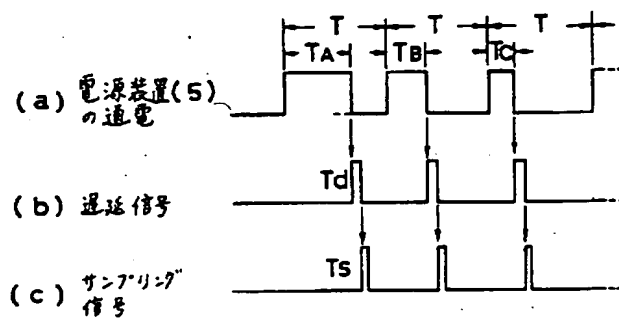 T T T
TA TB TC
(a) 電源装置(5)
の通電
Td
(b) 遅延信号
Ts
(c) サンプリング
信号